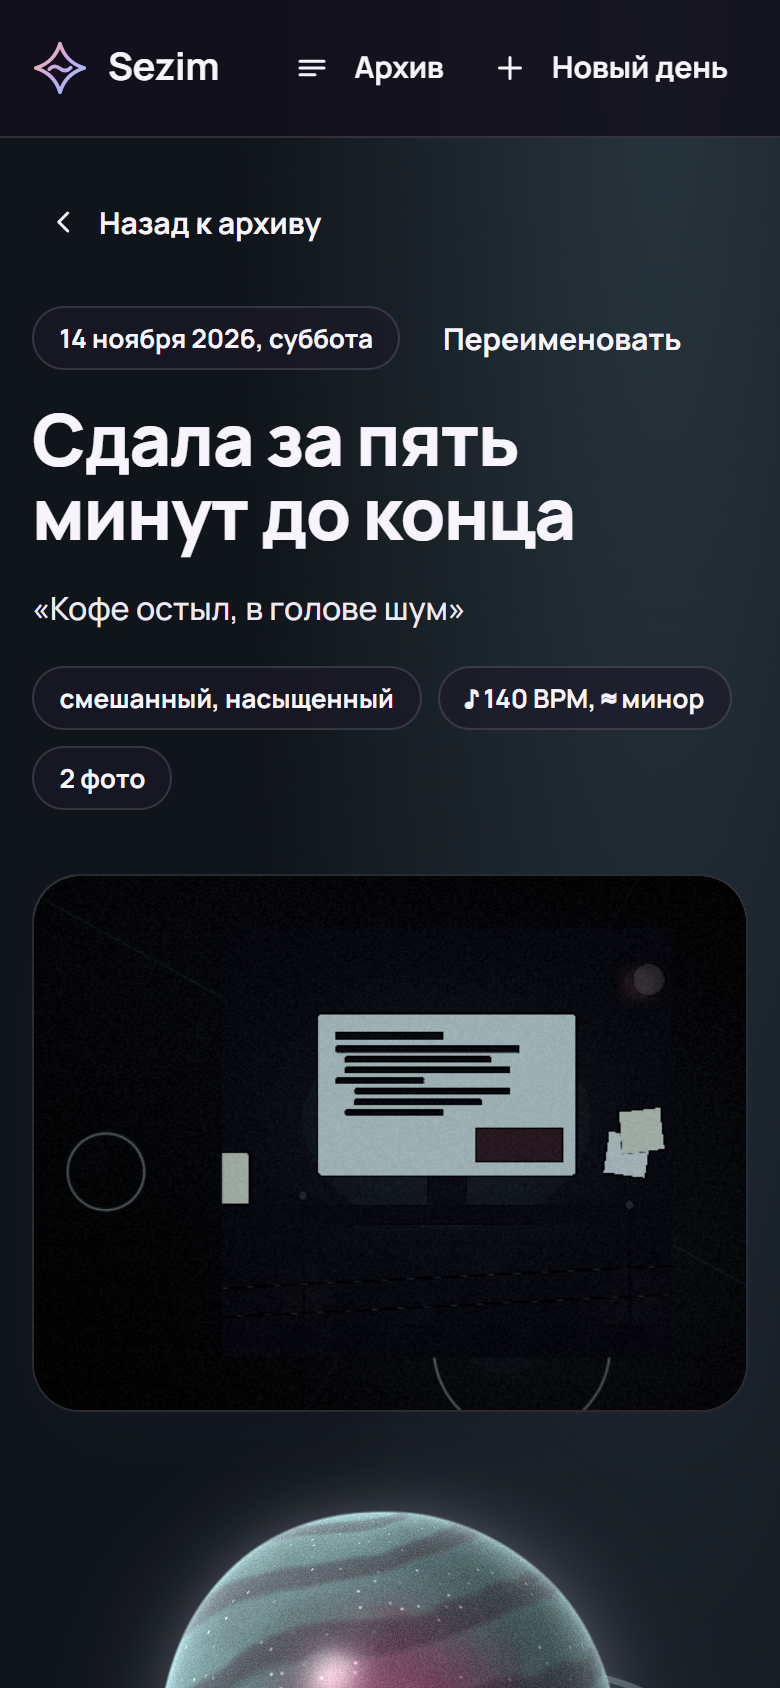 Sezim
Архив
Новый день
Назад к архиву
14 ноября 2026, суббота
Переименовать
Сдала за пять
минут до конца
«Кофе остыл, в голове шум»
смешанный, насыщенный
♪ 140 BPM, ≈ минор
2 фото